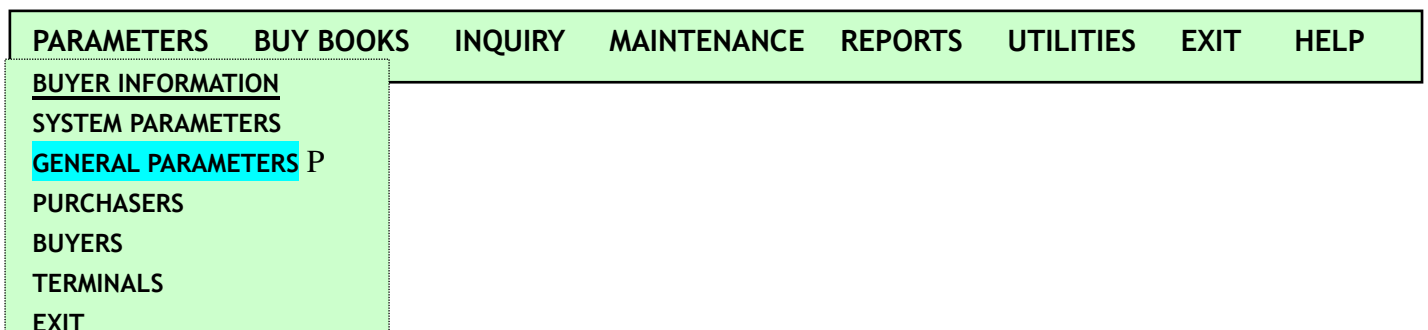 PARAMETERS BUY BOOKS INQUIRY MAINTENANCE REPORTS UTILITIES EXIT HELP
BUYER INFORMATION
SYSTEM PARAMETERS
GENERAL PARAMETERS P
PURCHASERS
BUYERS
TERMINALS
EXIT